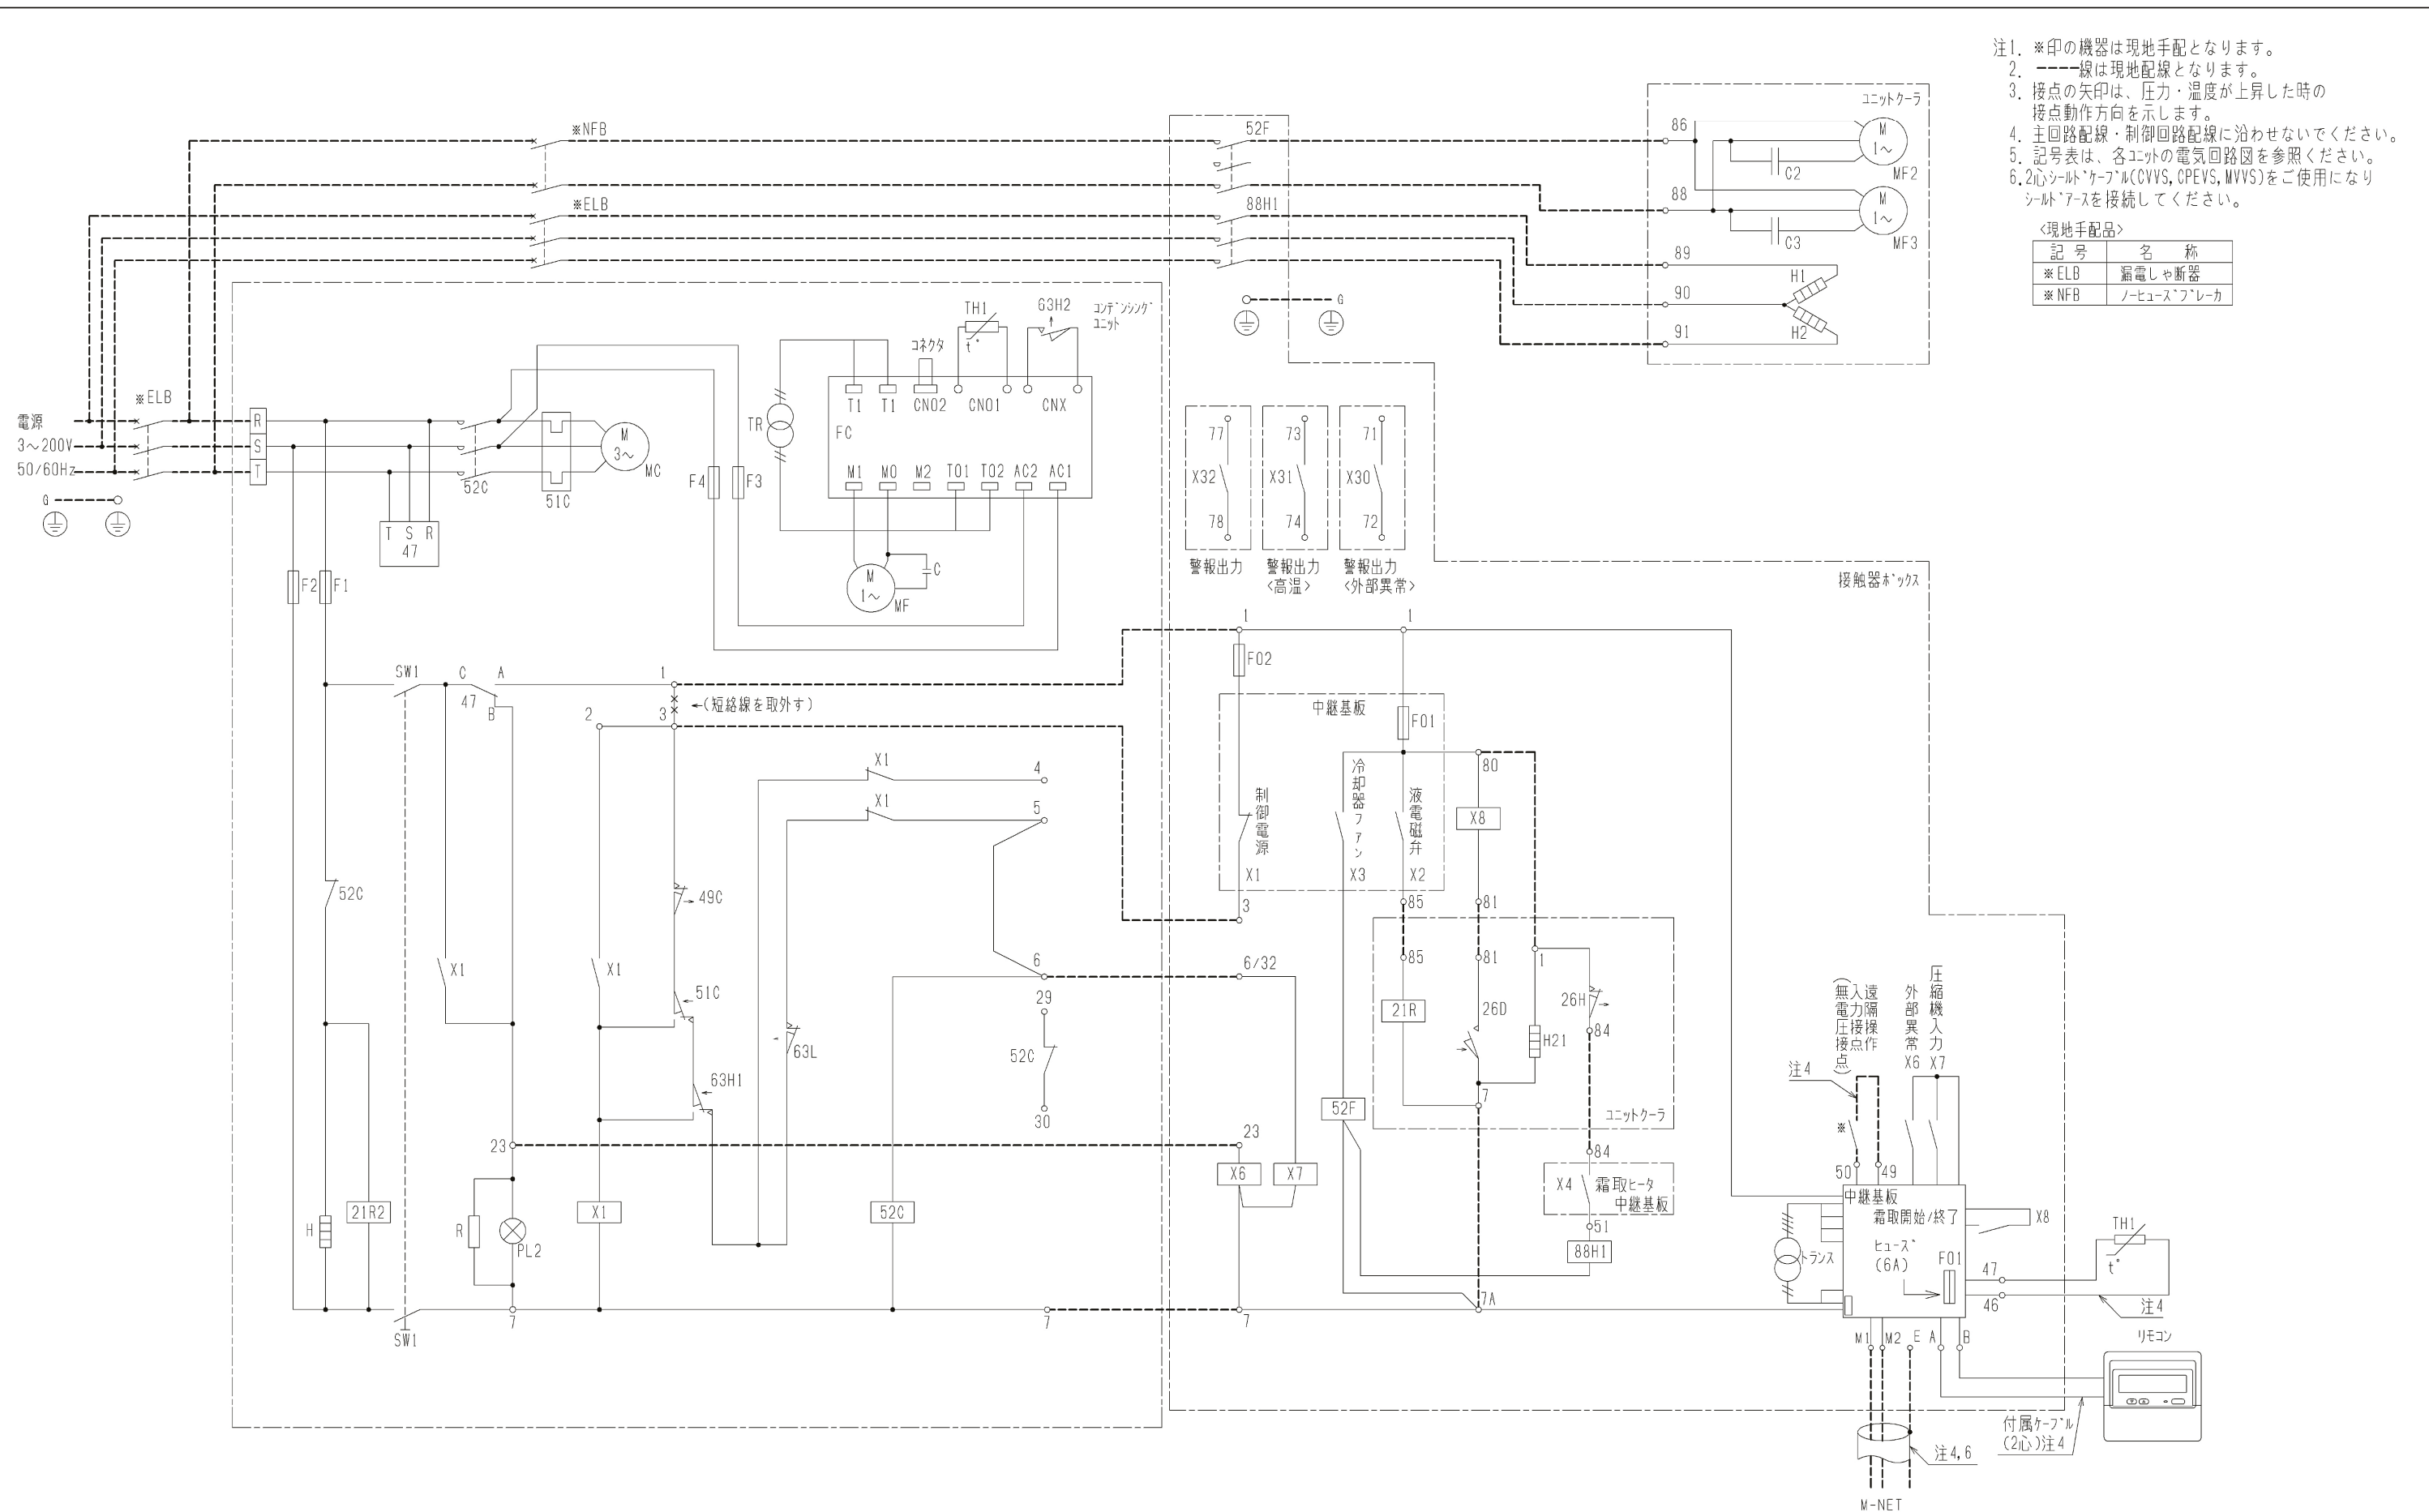 注1. ※印の機器は現地手配となります。
2. ----線は現地配線となります。
3. 接点の矢印は、圧力・温度が上昇した時の
接点動作方向を示します。
4. 主回路配線・制御回路配線に沿わせないでください。
5. 記号表は、各ユニットの電気回路図を参照ください。
6.2心シールドケーブル(CVVS,CPEVS,MVVS)をご使用になり
シールドアースを接続してください。
<現地手配品>
記 号 名 称
※ELB 漏電しゃ断器
※NFB ノーヒューズブレーカ
※NFB
52F
※ELB
88H1
ユニットクーラ
86
M
1~
C2
MF2
88
M
1~
C3
MF3
89
H1
90
91
H2
G
コンデンシング
ユニット
TH1
t°
63H2
コネクタ
T1 T1 CNO2 CNO1 CNX
FC
TR
M1 M0 M2 TO1 TO2 AC2 AC1
F4 F3
M
1~
MF
C
電源
3~200V
50/60Hz
※ELB
G
R
S
T
52C
51C
M
3~
MC
T S R
47
F2 F1
77
X32
78
警報出力
73
X31
74
警報出力
<高温>
71
X30
72
警報出力
<外部異常>
接触器ボックス
SW1
C A
47
B
1
←(短絡線を取外す)
2 3
X1
4
X1
5
52C
49C
X1
X1
51C
63H1
63L
6
29
52C
30
23
H
21R2
R
PL2
X1
52C
SW1
7
7
1 1
F02
中継基板
F01
80
制御電源
冷却器ファン
液電磁弁
X8
X1 X3 X2
3
85 81
85 81
1
6/32
21R
26D
26H
84
H21
7
ユニットクーラ
52F
23
X6 X7
84
X4 霜取ヒータ
中継基板
51
88H1
7
7A
遠隔操作
入力接点
(無電圧接点)
外部異常
X6
圧縮機入力
X7
注4
※
50 49
中継基板
霜取開始/終了
X8
ヒューズ
(6A)
F01
トランス
47
46
TH1
t°
注4
リモコン
M1 M2 E A B
付属ケーブル
(2心)注4
注4,6
M-NET